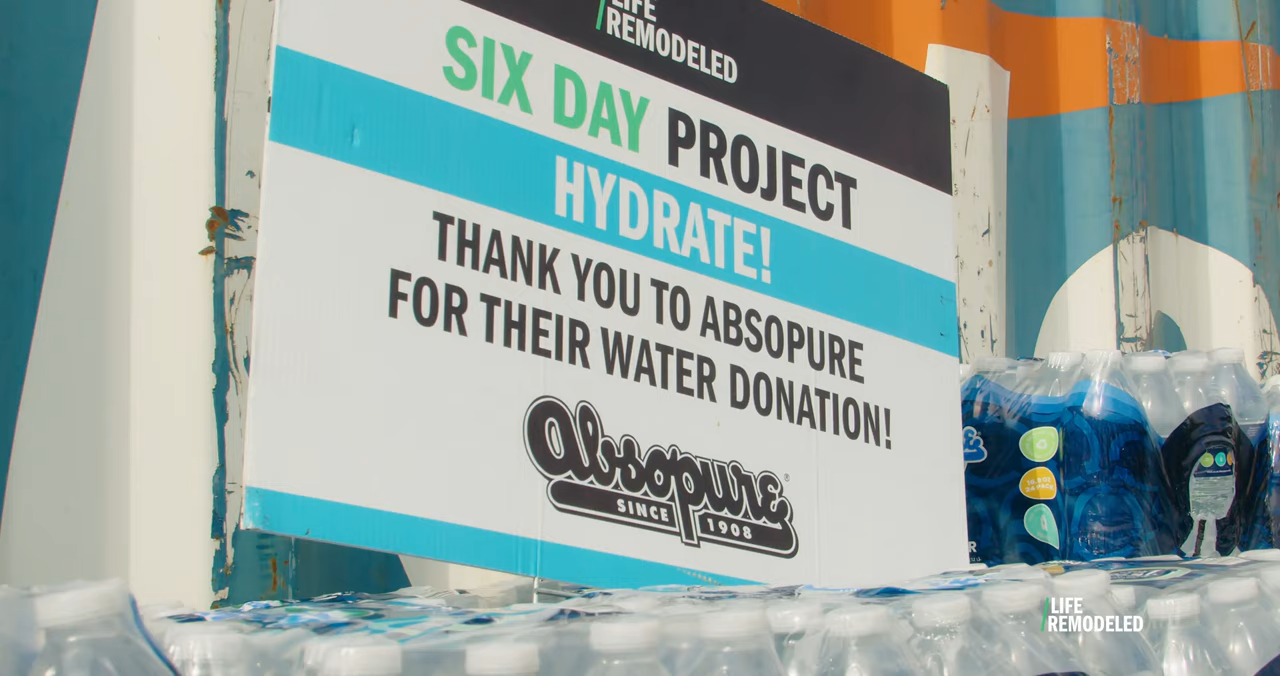 LIFE
REMODELED
SIX DAY PROJECT
HYDRATE!
THANK YOU TO ABSOPURE
FOR THEIR WATER DONATION!
Absopure®
SINCE 1908
LIFE
REMODELED